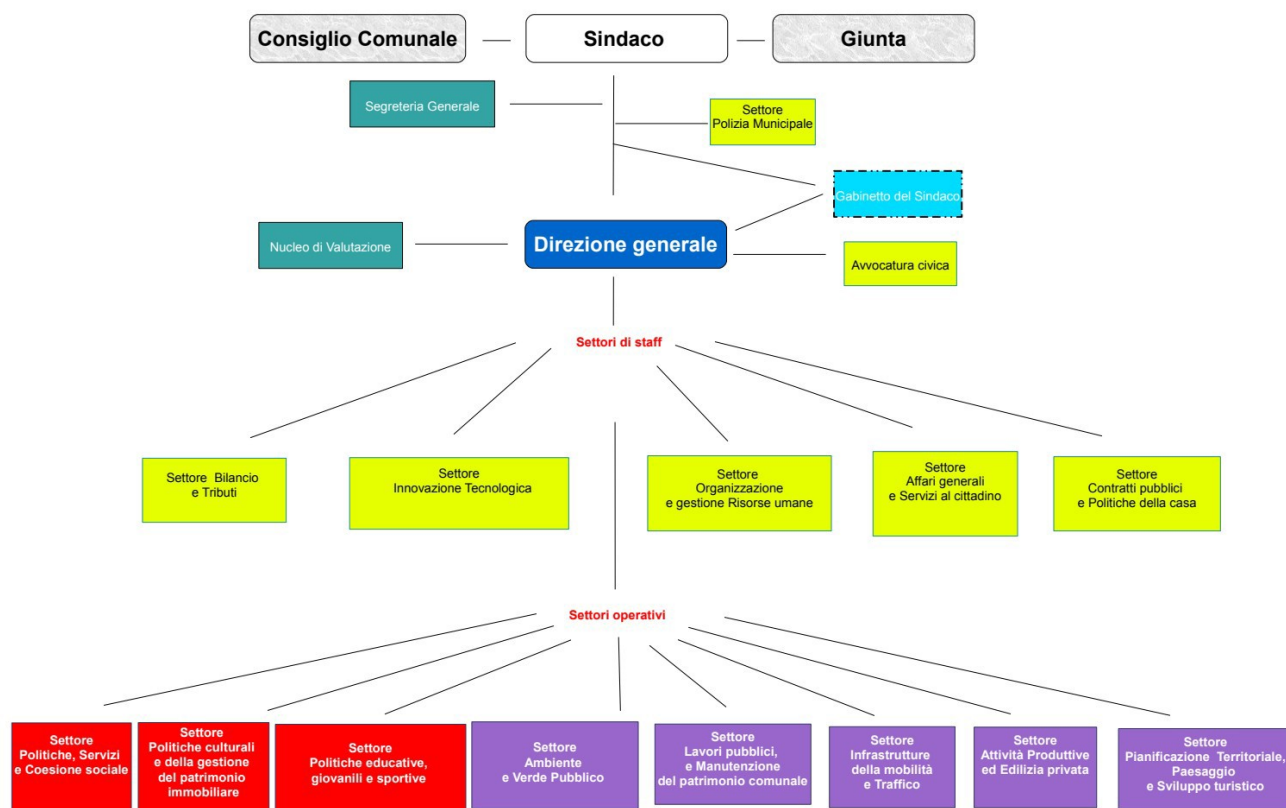 Consiglio Comunale
Sindaco
Giunta
Segreteria Generale
Settore
Polizia Municipale
Gabinetto del Sindaco
Nucleo di Valutazione
Direzione generale
Avvocatura civica
Settori di staff
Settore Bilancio
e Tributi
Settore
Innovazione Tecnologica
Settore
Organizzazione
e gestione Risorse umane
Settore
Affari generali
e Servizi al cittadino
Settore
Contratti pubblici
e Politiche della casa
Settori operativi
Settore
Politiche, Servizi
e Coesione sociale
Settore
Politiche culturali
e della gestione
del patrimonio
immobiliare
Settore
Politiche educative,
giovanili e sportive
Settore
Ambiente
e Verde Pubblico
Settore
Lavori pubblici,
e Manutenzione
del patrimonio comunale
Settore
Infrastrutture
della mobilità
e Traffico
Settore
Attività Produttive
ed Edilizia privata
Settore
Pianificazione Territoriale,
Paesaggio
e Sviluppo turistico